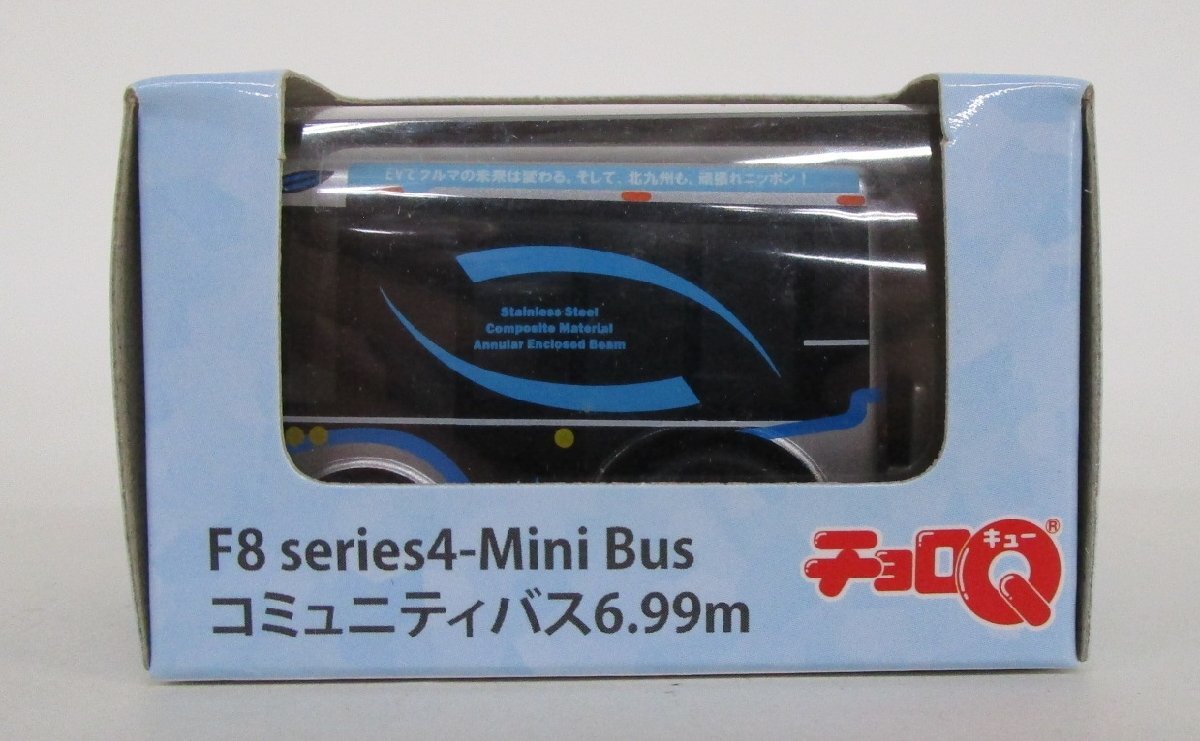 EVでクルマの未来は変わる。そして、北九州も、頑張れニッポン！
Stainless Steel
Composite Material
Annular Enclosed Beam
F8 series4-Mini Bus
コミュニティバス6.99m
チョロQ
キュー
®